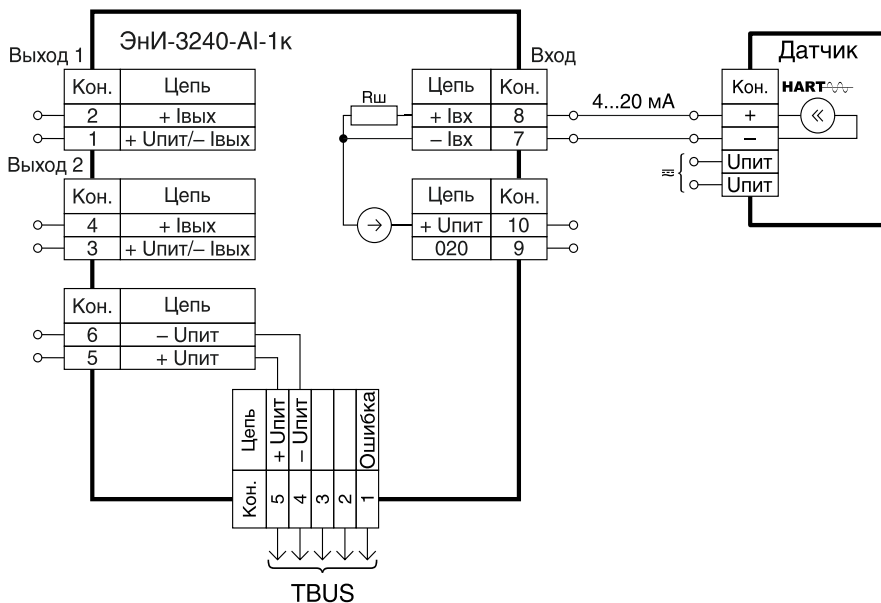 ЭнИ-3240-AI-1к
Выход 1
Кон. Цепь
2 + Iвых
1 + Uпит/– Iвых
Выход 2
Кон. Цепь
4 + Iвых
3 + Uпит/– Iвых
Кон. Цепь
6 – Uпит
5 + Uпит
Вход
Rш
Цепь Кон.
+ Iвх 8
– Iвх 7
Цепь Кон.
+ Uпит 10
020 9
4...20 мА
Датчик
Кон.
HART
+
–
Uпит
Uпит
Цепь + Uпит – Uпит Ошибка
Кон. 5 4 3 2 1
TBUS